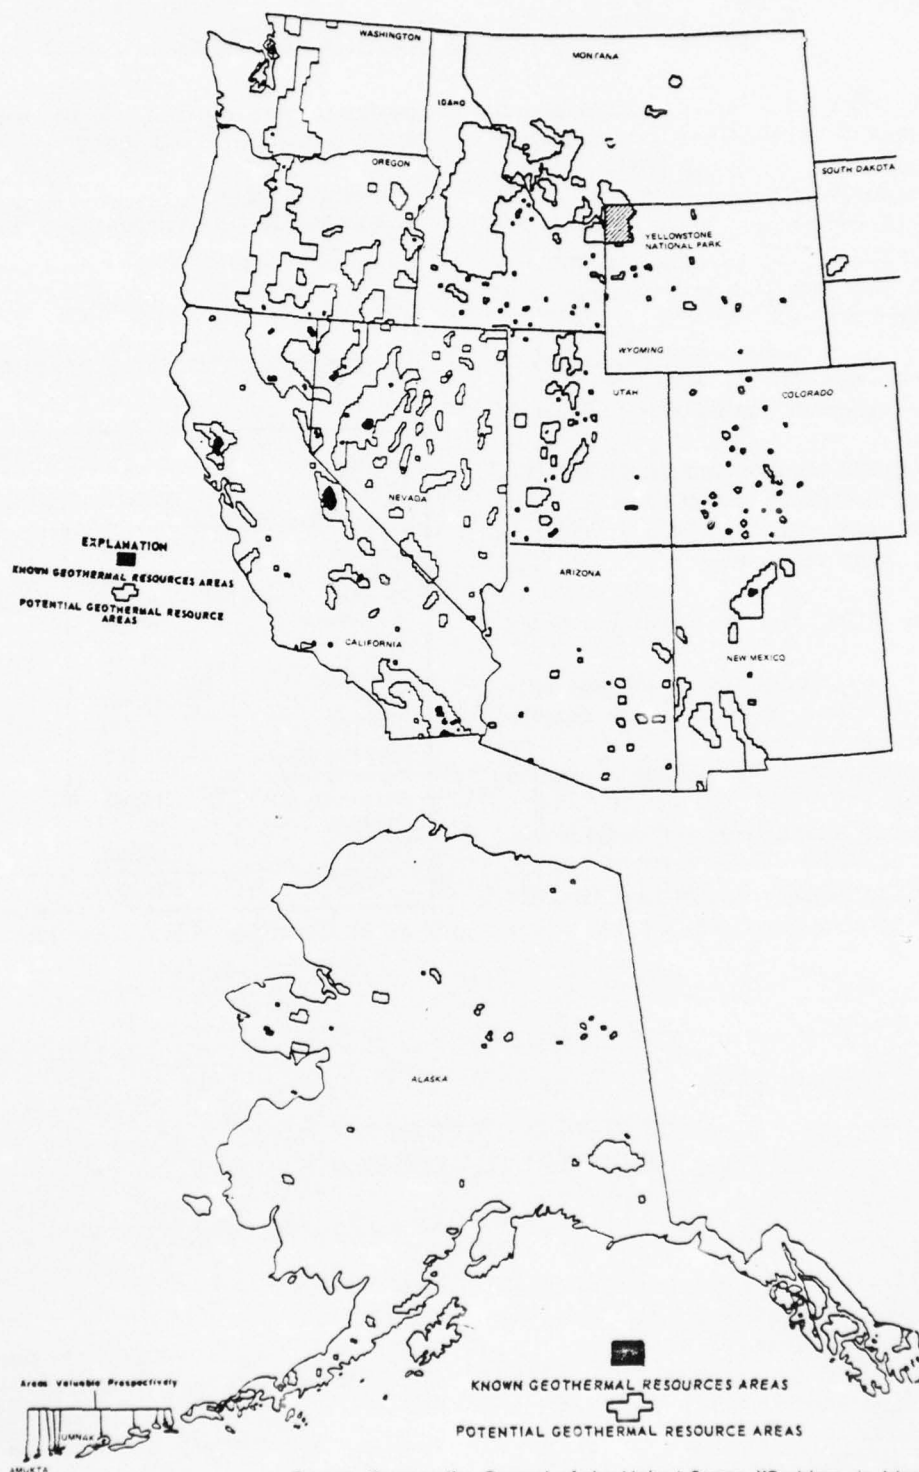 WASHINGTON
MONTANA
IDAHO
OREGON
SOUTH DAKOTA
YELLOWSTONE
NATIONAL PARK
WYOMING
UTAH
COLORADO
NEVADA
EXPLANATION
KNOWN GEOTHERMAL RESOURCES AREAS
POTENTIAL GEOTHERMAL RESOURCE
AREAS
ARIZONA
CALIFORNIA
NEW MEXICO
ALASKA
Areas Valuable Prospectively
UMNAK
AMUKTA
KNOWN GEOTHERMAL RESOURCES AREAS
POTENTIAL GEOTHERMAL RESOURCE AREAS